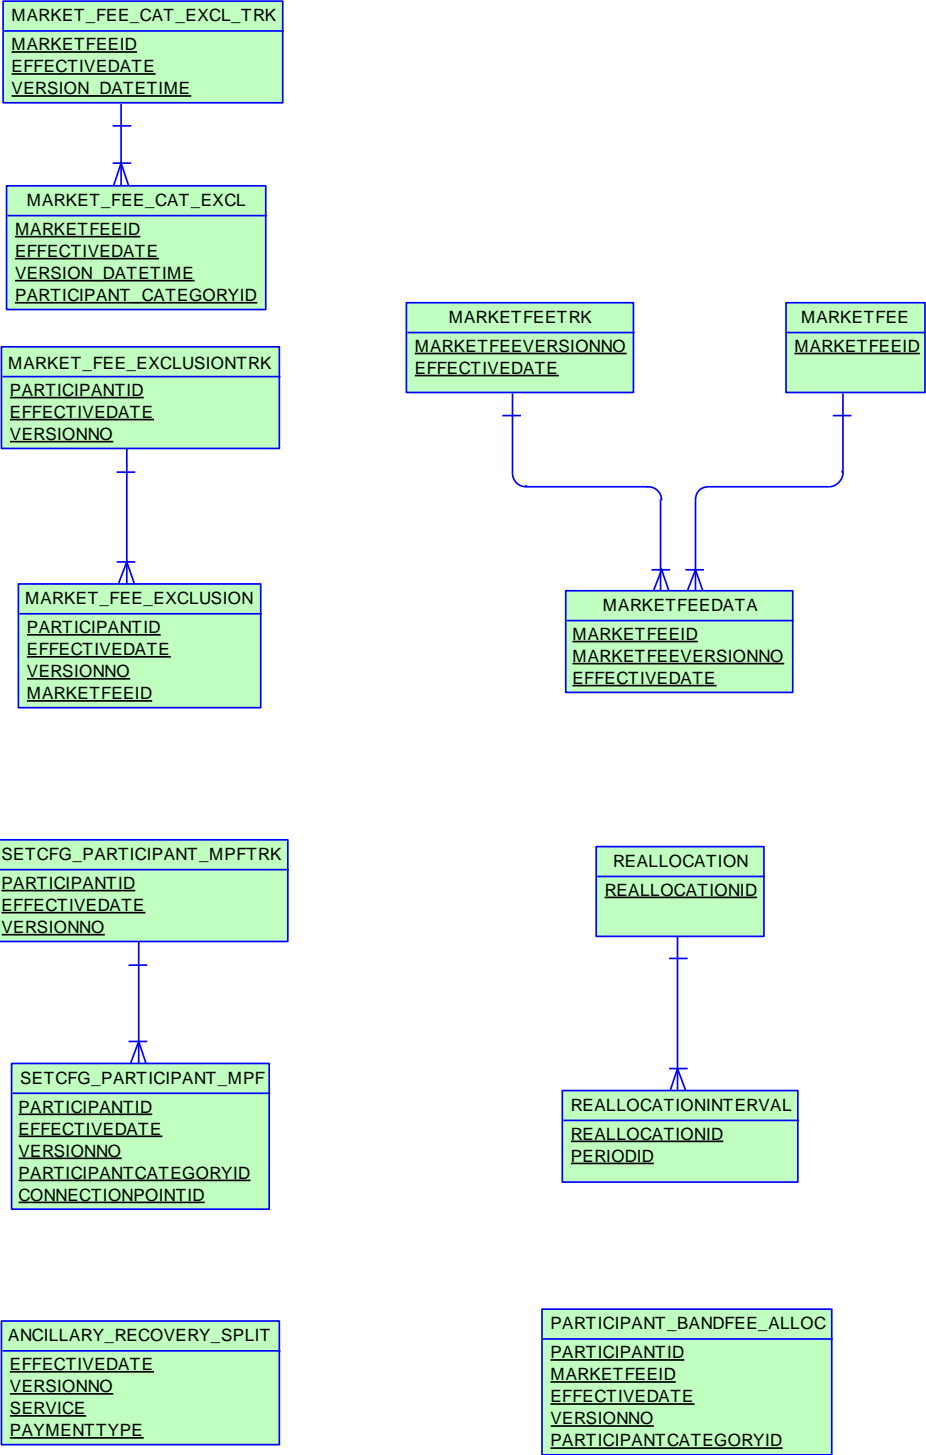 MARKET_FEE_CAT_EXCL_TRK
MARKETFEEID
EFFECTIVEDATE
VERSION_DATETIME
MARKET_FEE_CAT_EXCL
MARKETFEEID
EFFECTIVEDATE
VERSION_DATETIME
PARTICIPANT_CATEGORYID
MARKETFEETRK
MARKETFEEVERSIONNO
EFFECTIVEDATE
MARKETFEE
MARKETFEEID
MARKET_FEE_EXCLUSIONTRK
PARTICIPANTID
EFFECTIVEDATE
VERSIONNO
MARKET_FEE_EXCLUSION
PARTICIPANTID
EFFECTIVEDATE
VERSIONNO
MARKETFEEID
MARKETFEEDATA
MARKETFEEID
MARKETFEEVERSIONNO
EFFECTIVEDATE
SETCFG_PARTICIPANT_MPFTRK
PARTICIPANTID
EFFECTIVEDATE
VERSIONNO
REALLOCATION
REALLOCATIONID
SETCFG_PARTICIPANT_MPF
PARTICIPANTID
EFFECTIVEDATE
VERSIONNO
PARTICIPANTCATEGORYID
CONNECTIONPOINTID
REALLOCATIONINTERVAL
REALLOCATIONID
PERIODID
ANCILLARY_RECOVERY_SPLIT
EFFECTIVEDATE
VERSIONNO
SERVICE
PAYMENTTYPE
PARTICIPANT_BANDFEE_ALLOC
PARTICIPANTID
MARKETFEEID
EFFECTIVEDATE
VERSIONNO
PARTICIPANTCATEGORYID